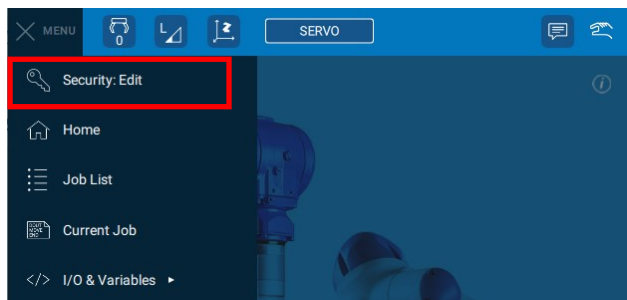 MENU 0 L Z SERVO
Security: Edit
Home
Job List
Current Job
</> I/O & Variables